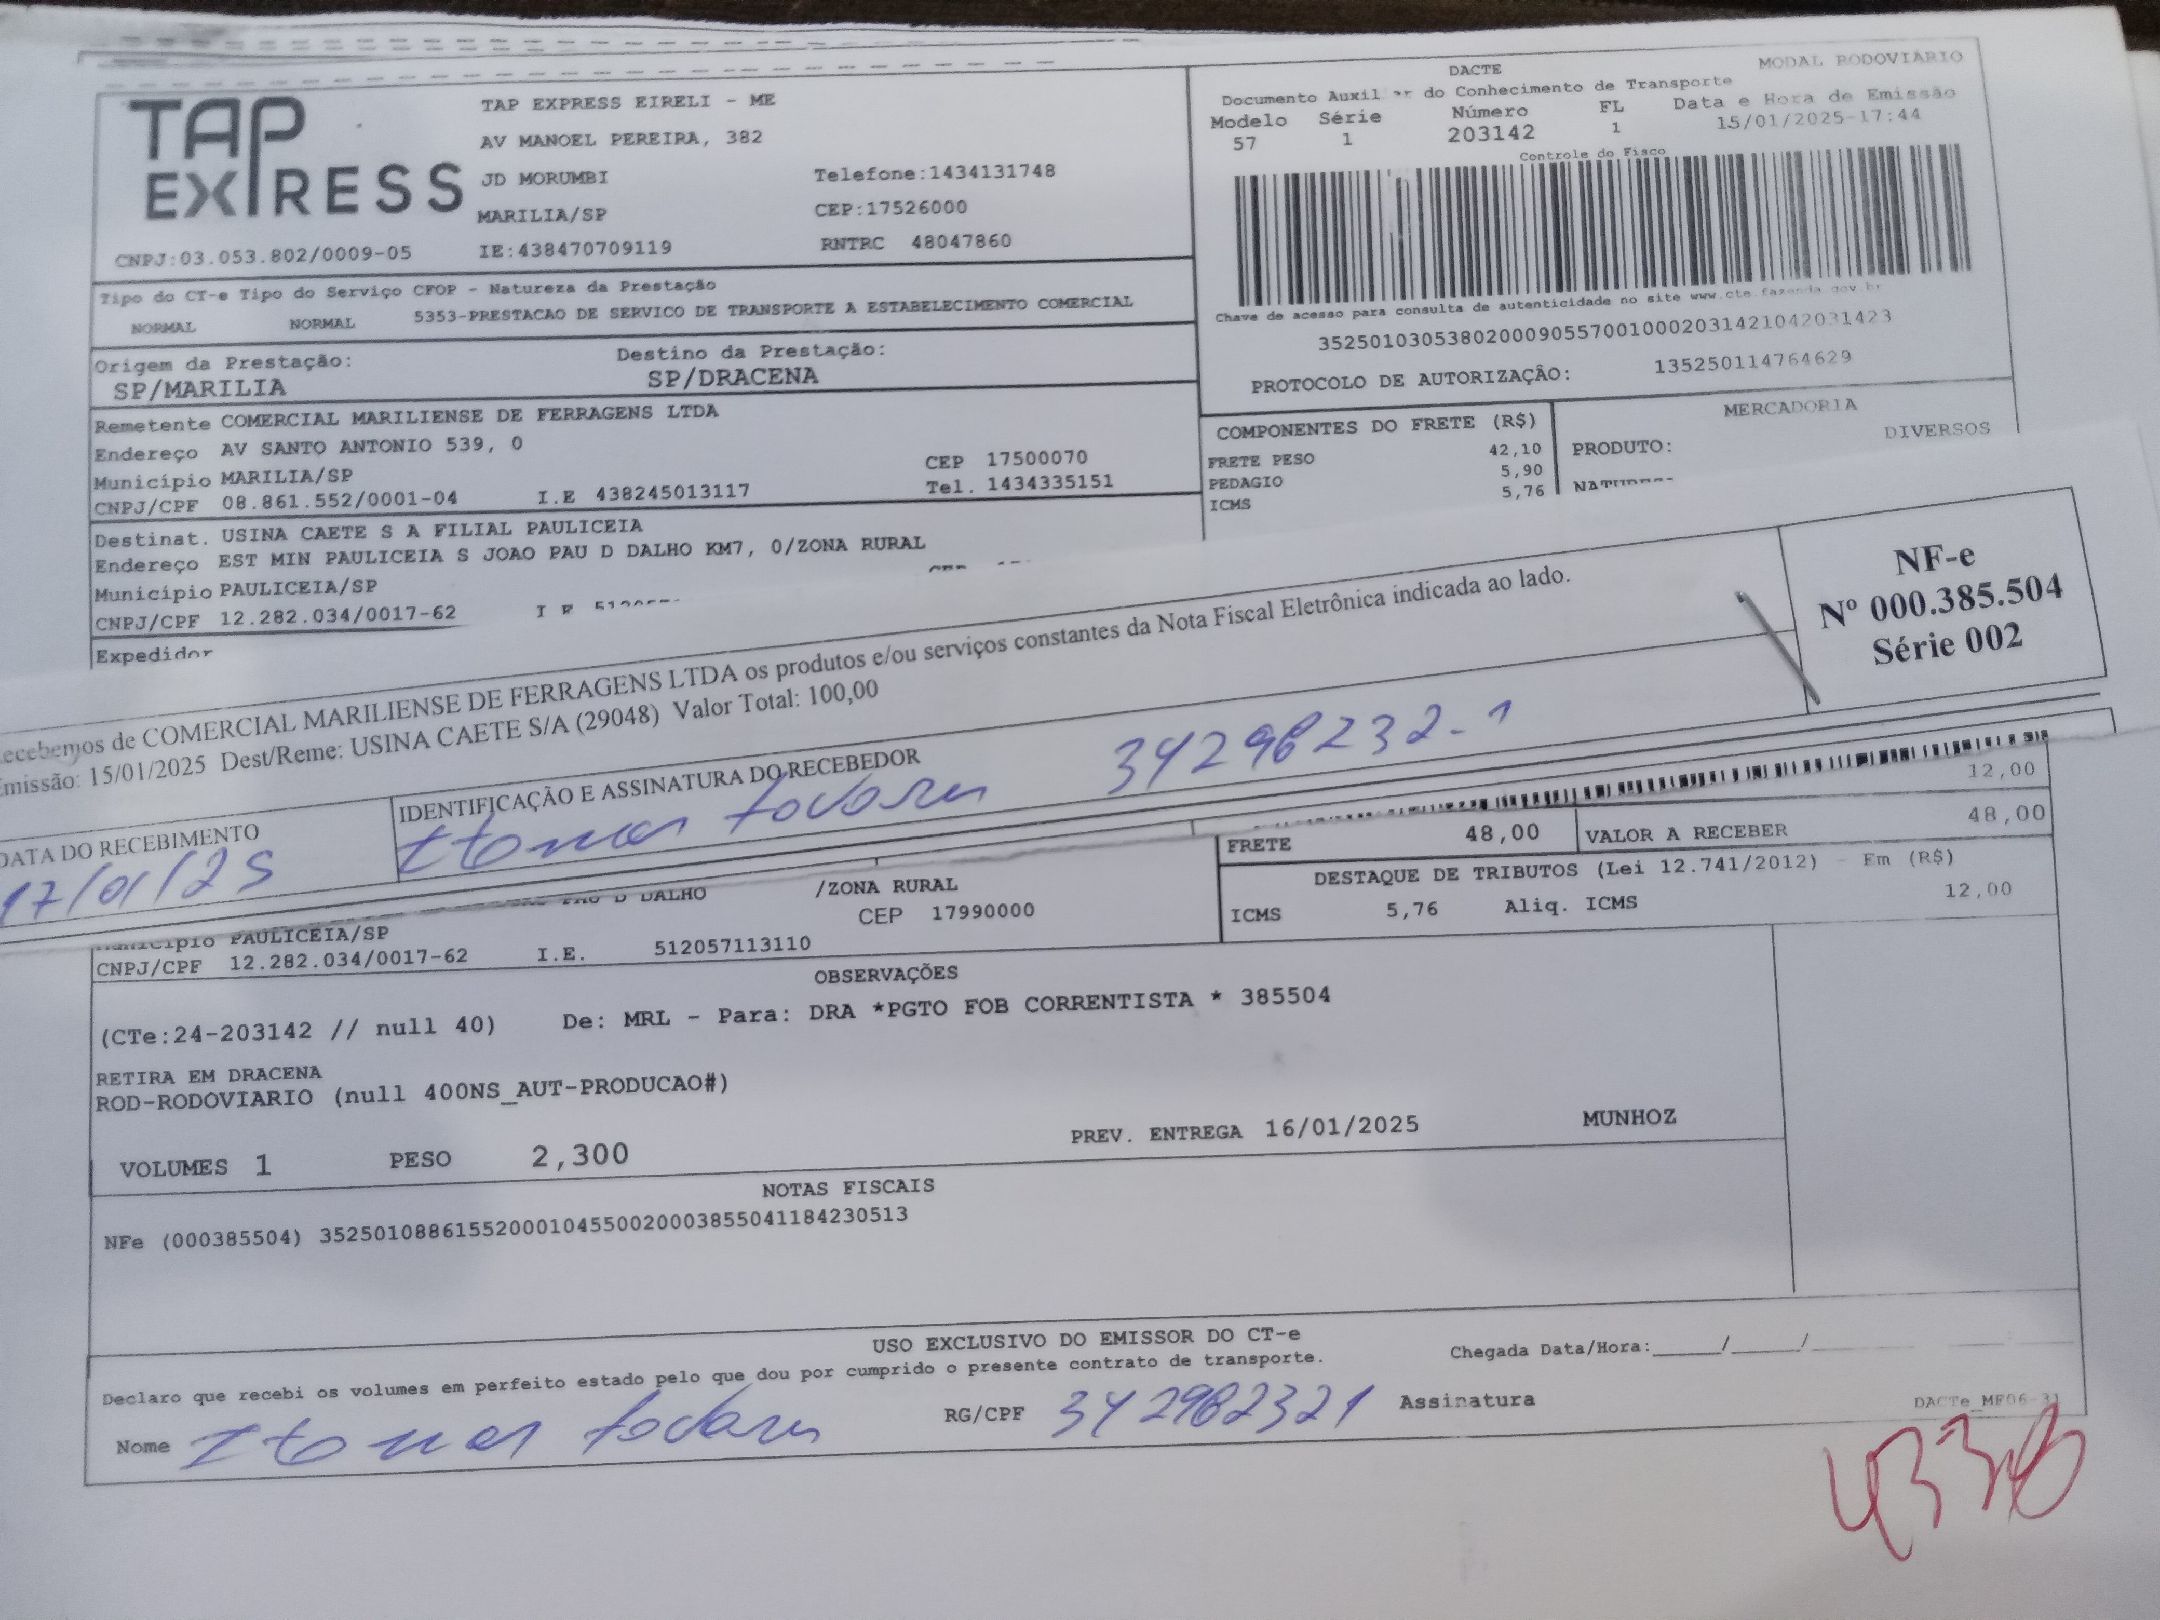 TAP EXPRESS
TAP EXPRESS EIRELI - ME
AV MANOEL PEREIRA, 382
JD MORUMBI
Telefone:1434131748
MARILIA/SP
CEP:17526000
CNPJ:03.053.802/0009-05
IE:438470709119
RNTRC 48047860
DACTE
MODAL RODOVIARIO
Documento Auxil ar do Conhecimento de Transporte
Modelo Série Número FL Data e Hora de Emissão
57 1 203142 1 15/01/2025-17:44
Controle do Fisco
Chave de acesso para consulta de autenticidade no site www.cte.fazenda.gov.br
35250103053802000905570010002031421042031423
PROTOCOLO DE AUTORIZAÇÂO: 135250114764629
Tipo do CT-e Tipo do Serviço CFOP - Natureza da Prestação
NORMAL NORMAL 5353-PRESTACAO DE SERVICO DE TRANSPORTE A ESTABELECIMENTO COMERCIAL
Origem da Prestação: Destino da Prestação:
SP/MARILIA SP/DRACENA
Remetente COMERCIAL MARILIENSE DE FERRAGENS LTDA
Endereço AV SANTO ANTONIO 539, 0
Município MARILIA/SP CEP 17500070
CNPJ/CPF 08.861.552/0001-04 I.E 438245013117 Tel. 1434335151
COMPONENTES DO FRETE (R$)
FRETE PESO 42,10
PEDAGIO 5,90
ICMS 5,76
MERCADORIA
PRODUTO: DIVERSOS
Destinat. USINA CAETE S A FILIAL PAULICEIA
Endereço EST MIN PAULICEIA S JOAO PAU D DALHO KM7, 0/ZONA RURAL
Município PAULICEIA/SP
CNPJ/CPF 12.282.034/0017-62
Expedidor
ecebemos de COMERCIAL MARILIENSE DE FERRAGENS LTDA os produtos e/ou serviços constantes da Nota Fiscal Eletrônica indicada ao lado.
Emissão: 15/01/2025 Dest/Reme: USINA CAETE S/A (29048) Valor Total: 100,00
NF-e
Nº 000.385.504
Série 002
DATA DO RECEBIMENTO
17/01/25
IDENTIFICAÇÃO E ASSINATURA DO RECEBEDOR
34298232-1
12,00
FRETE 48,00 VALOR A RECEBER 48,00
DESTAQUE DE TRIBUTOS (Lei 12.741/2012) - Em (R$)
ICMS 5,76 Aliq. ICMS 12,00
D DALHO /ZONA RURAL
CEP 17990000
Município PAULICEIA/SP
CNPJ/CPF 12.282.034/0017-62 I.E. 512057113110
OBSERVAÇÕES
(CTe:24-203142 // null 40) De: MRL - Para: DRA *PGTO FOB CORRENTISTA * 385504
RETIRA EM DRACENA
ROD-RODOVIARIO (null 400NS_AUT-PRODUCAO#)
VOLUMES 1 PESO 2,300 PREV. ENTREGA 16/01/2025 MUNHOZ
NOTAS FISCAIS
NFe (000385504) 35250108861552000104550020003855041184230513
USO EXCLUSIVO DO EMISSOR DO CT-e
Declaro que recebi os volumes em perfeito estado pelo que dou por cumprido o presente contrato de transporte.
Chegada Data/Hora:______/______/
Nome RG/CPF 342982321 Assinatura
DACTe_MF06-31